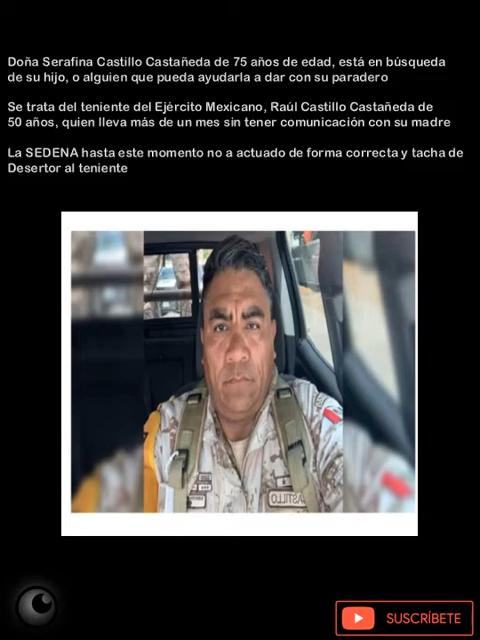 Doña Serafina Castillo Castañeda de 75 años de edad, está en búsqueda
de su hijo, o alguien que pueda ayudarla a dar con su paradero
Se trata del teniente del Ejército Mexicano, Raúl Castillo Castañeda de
50 años, quien lleva más de un mes sin tener comunicación con su madre
La SEDENA hasta este momento no a actuado de forma correcta y tacha de
Desertor al teniente
CASTILLO
SUSCRÍBETE